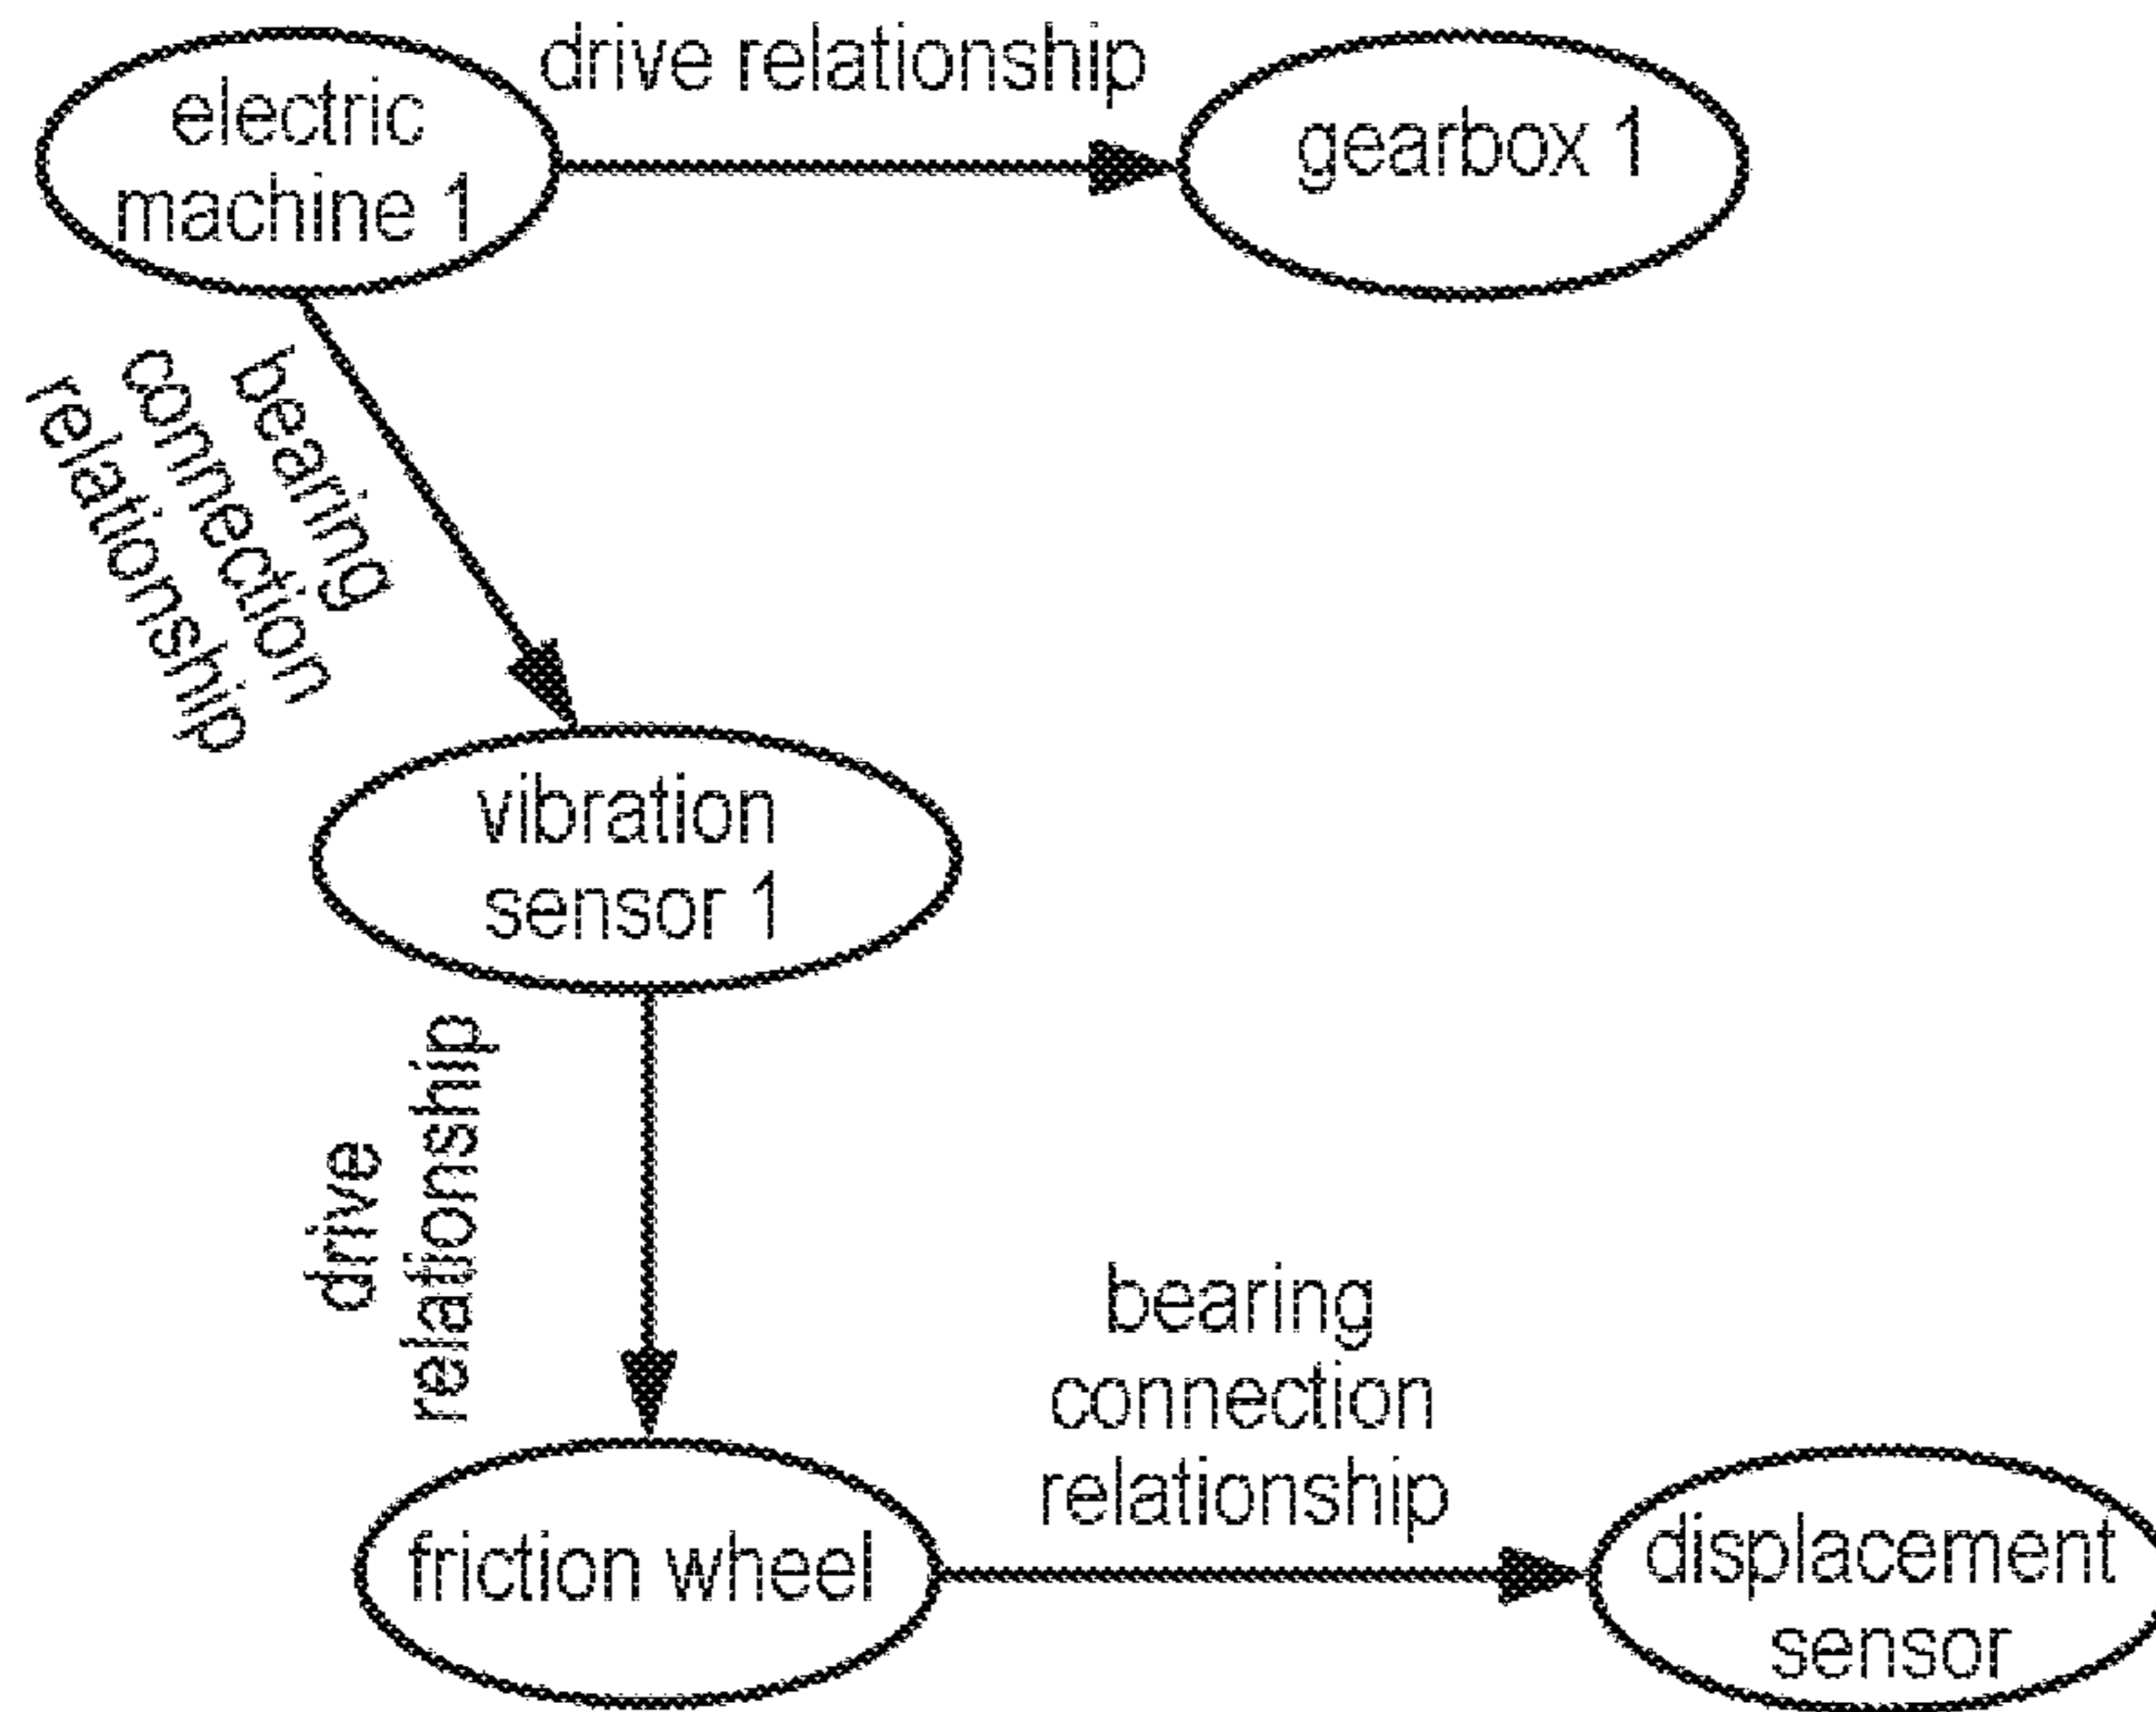 electric
machine 1
drive relationship
gearbox 1
bearing
connection
relationship
vibration
sensor 1
drive
relationship
friction wheel
bearing
connection
relationship
displacement
sensor